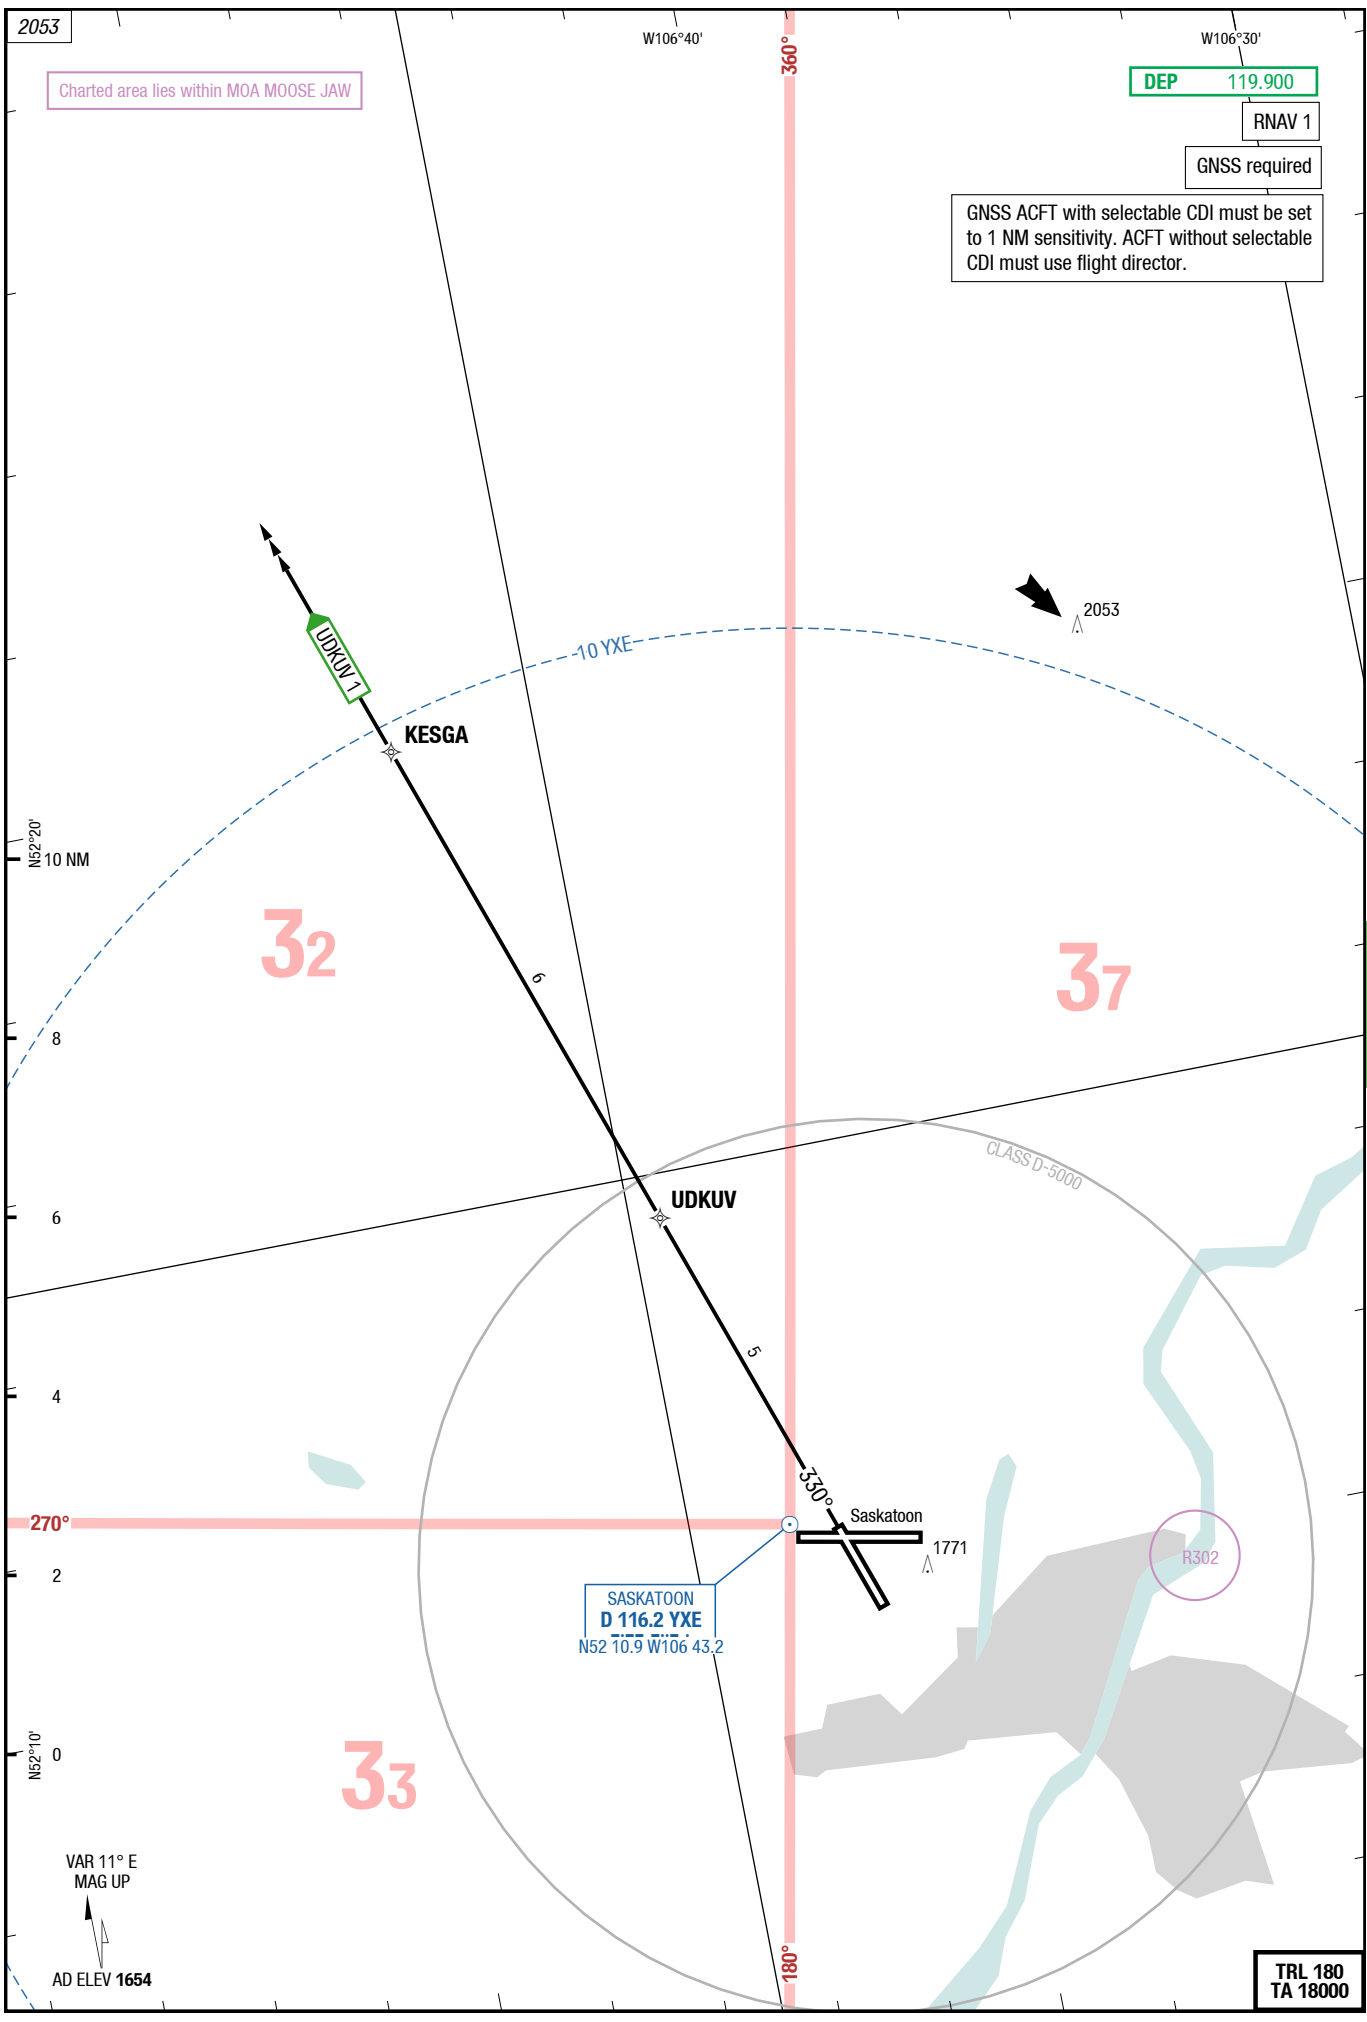 2053
W106°40'
W106°30'
360°
Charted area lies within MOA MOOSE JAW
DEP 119.900
RNAV 1
GNSS required
GNSS ACFT with selectable CDI must be set
to 1 NM sensitivity. ACFT without selectable
CDI must use flight director.
2053
10 YXE
UDKUV 1
KESGA
N52°20'
10 NM
32
37
6
8
CLASS D-5000
UDKUV
6
5
4
330°
Saskatoon
270°
1771
R302
2
SASKATOON
D 116.2 YXE
N52 10.9 W106 43.2
N52°10'
0
33
VAR 11° E
MAG UP
180°
AD ELEV 1654
TRL 180
TA 18000